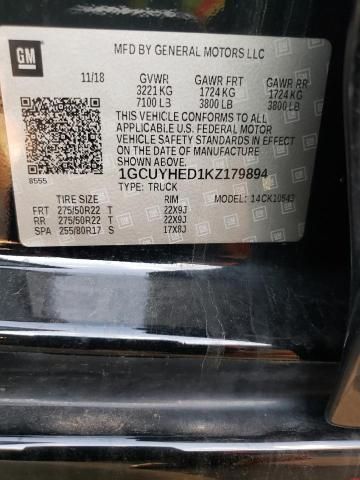 GM
MFD BY GENERAL MOTORS LLC
11/18 GVWR GAWR FRT GAWR RR
3221 KG 1724 KG 1724 KG
7100 LB 3800 LB 3800 LB
THIS VEHICLE CONFORMS TO ALL
APPLICABLE U.S. FEDERAL MOTOR
VEHICLE SAFETY STANDARDS IN EFFECT
ON THE DATE OF MANUFACTURE
SHOWN ABOVE.
8555
1GCUYHED1KZ179894
TYPE: TRUCK MODEL: 14CK10543
TIRE SIZE RIM
FRT 275/50R22 T 22X9J
RR 275/50R22 T 22X9J
SPA 255/80R17 S 17X8J